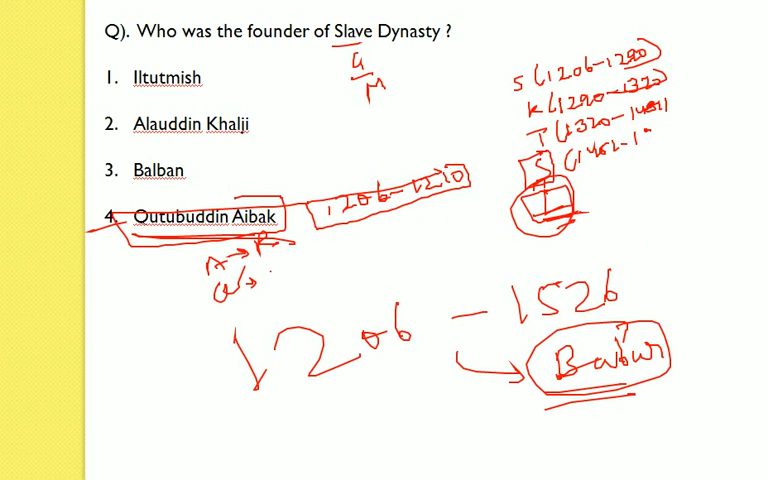 Q). Who was the founder of Slave Dynasty ?
1. Iltutmish
2. Alauddin Khalji
3. Balban
4. Qutubuddin Aibak
S (1206-1290)
K (1290-1320)
T (1320-
S
1206-1210
A → R
1206 - 1526
Babur